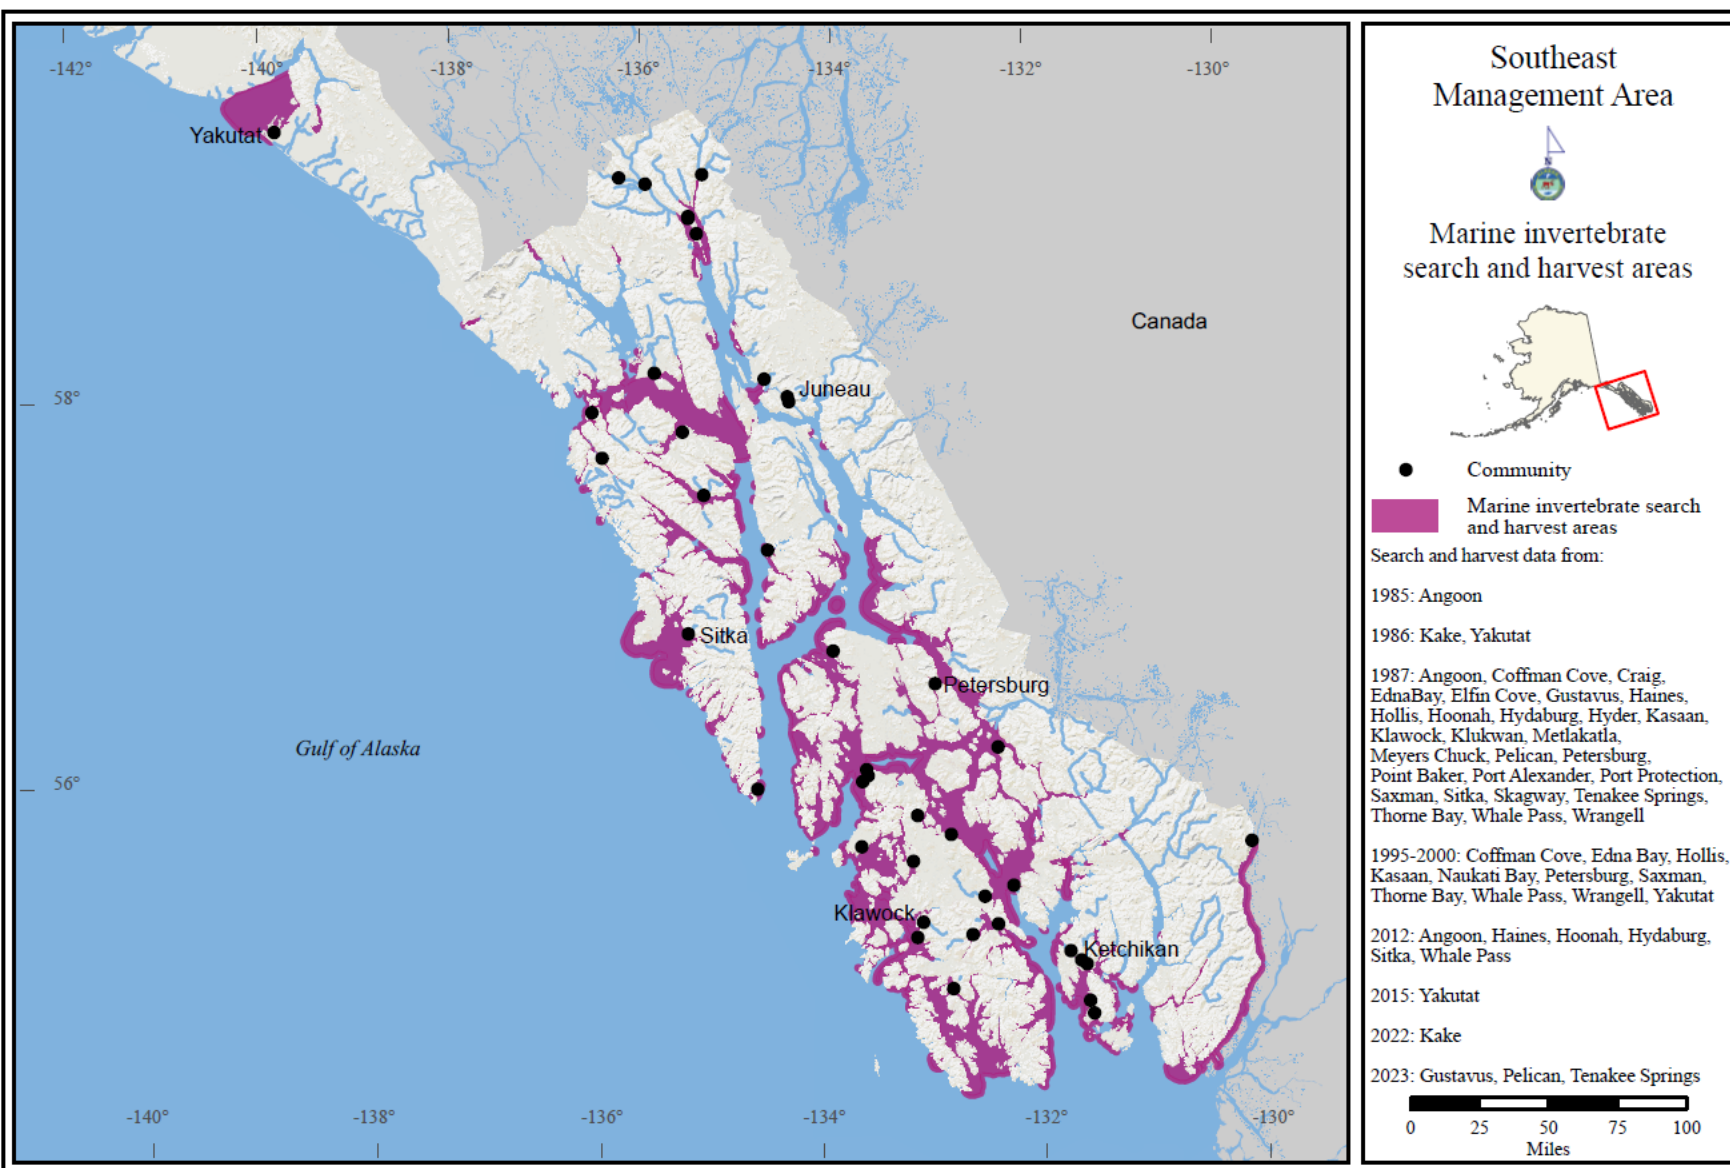 -142°
-140°
-138°
-136°
-134°
-132°
-130°
Yakutat
Canada
58°
Juneau
Sitka
Petersburg
Gulf of Alaska
56°
Klawock
Ketchikan
-140°
-138°
-136°
-134°
-132°
-130°
Southeast
Management Area
N
Marine invertebrate
search and harvest areas
Community
Marine invertebrate search
and harvest areas
Search and harvest data from:
1985: Angoon
1986: Kake, Yakutat
1987: Angoon, Coffman Cove, Craig,
EdnaBay, Elfin Cove, Gustavus, Haines,
Hollis, Hoonah, Hydaburg, Hyder, Kasaan,
Klawock, Klukwan, Metlakatla,
Meyers Chuck, Pelican, Petersburg,
Point Baker, Port Alexander, Port Protection,
Saxman, Sitka, Skagway, Tenakee Springs,
Thorne Bay, Whale Pass, Wrangell
1995-2000: Coffman Cove, Edna Bay, Hollis,
Kasaan, Naukati Bay, Petersburg, Saxman,
Thorne Bay, Whale Pass, Wrangell, Yakutat
2012: Angoon, Haines, Hoonah, Hydaburg,
Sitka, Whale Pass
2015: Yakutat
2022: Kake
2023: Gustavus, Pelican, Tenakee Springs
0 25 50 75 100
Miles